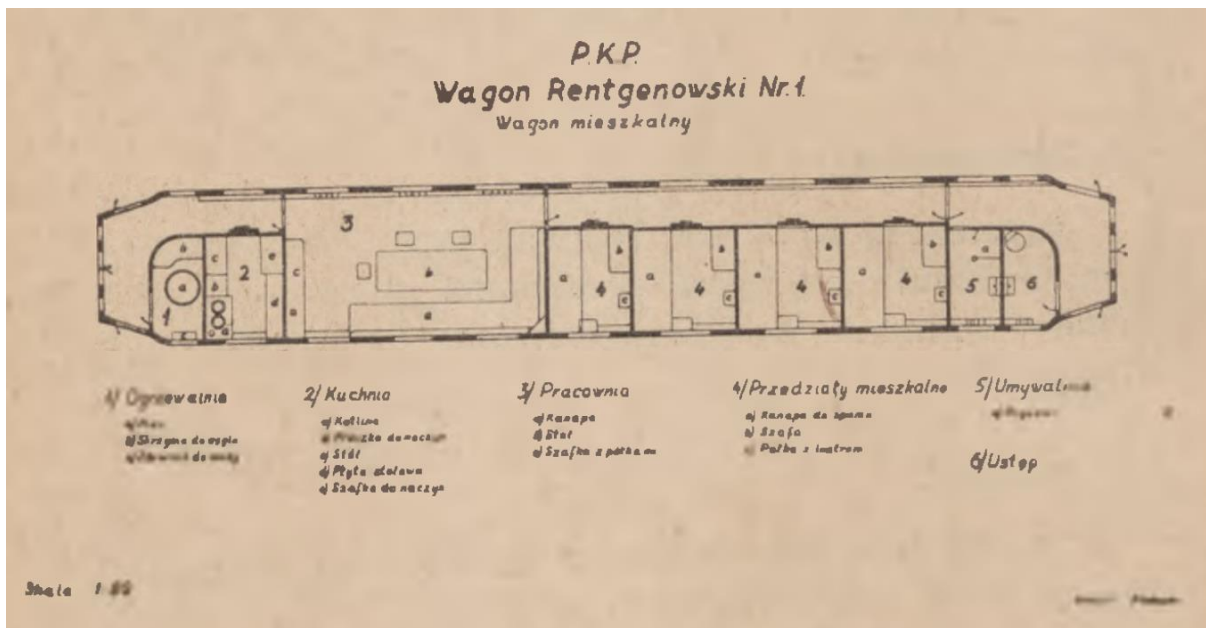 P.K.P.
Wagon Rentgenowski Nr. 1.
Wagon mieszkalny
3
c
b
2
e
a
b
d
1
c
a
c
a
b
a
a
4
b
c
a
4
b
c
a
4
b
c
a
4
b
c
a
5
6
1/ Ogrzewalnia
b) Skrzynia do węgla
2/ Kuchnia
a) Kotlina
c) Stół
d) Płyta stołowa
e) Szafka do naczyń
3/ Pracownia
a) Kanapa
b) Stół
c) Szafka z półkami
4/ Przedziały mieszkalne
a) Kanapa do spania
b) Szafa
c) Półka z lustrem
5/ Umywalnia
6/ Ustęp
Skala 1: